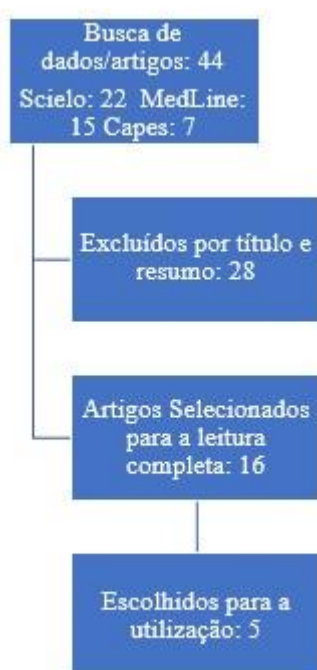 Busca de
dados/artigos: 44
Scielo: 22 MedLine:
15 Capes: 7
Excluídos por título e
resumo: 28
Artigos Selecionados
para a leitura
completa: 16
Escolhidos para a
utilização: 5